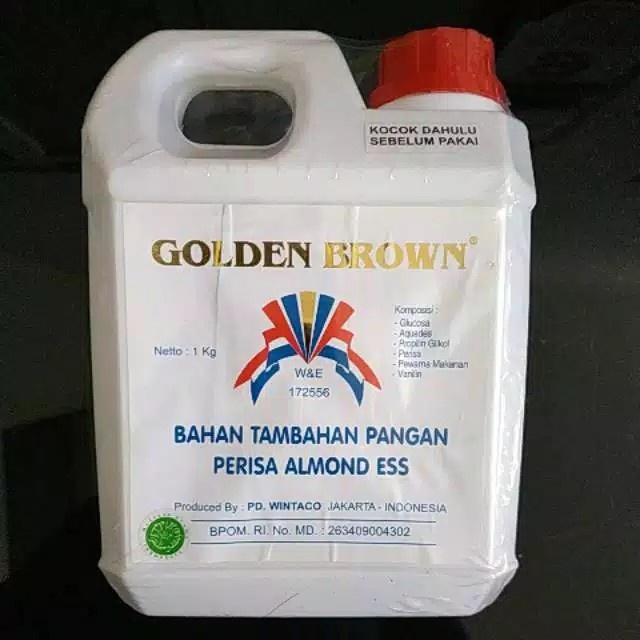 KOCOK DAHULU
SEBELUM PAKAI
GOLDEN BROWN®
Komposisi :
- Glucosa
- Aquades
- Propilin Glikol
- Perisa
- Pewarna Makanan
- Vanilin
Netto : 1 Kg
W&E
172556
BAHAN TAMBAHAN PANGAN
PERISA ALMOND ESS
Produced By : PD. WINTACO JAKARTA - INDONESIA
BPOM. RI. No. MD. : 263409004302